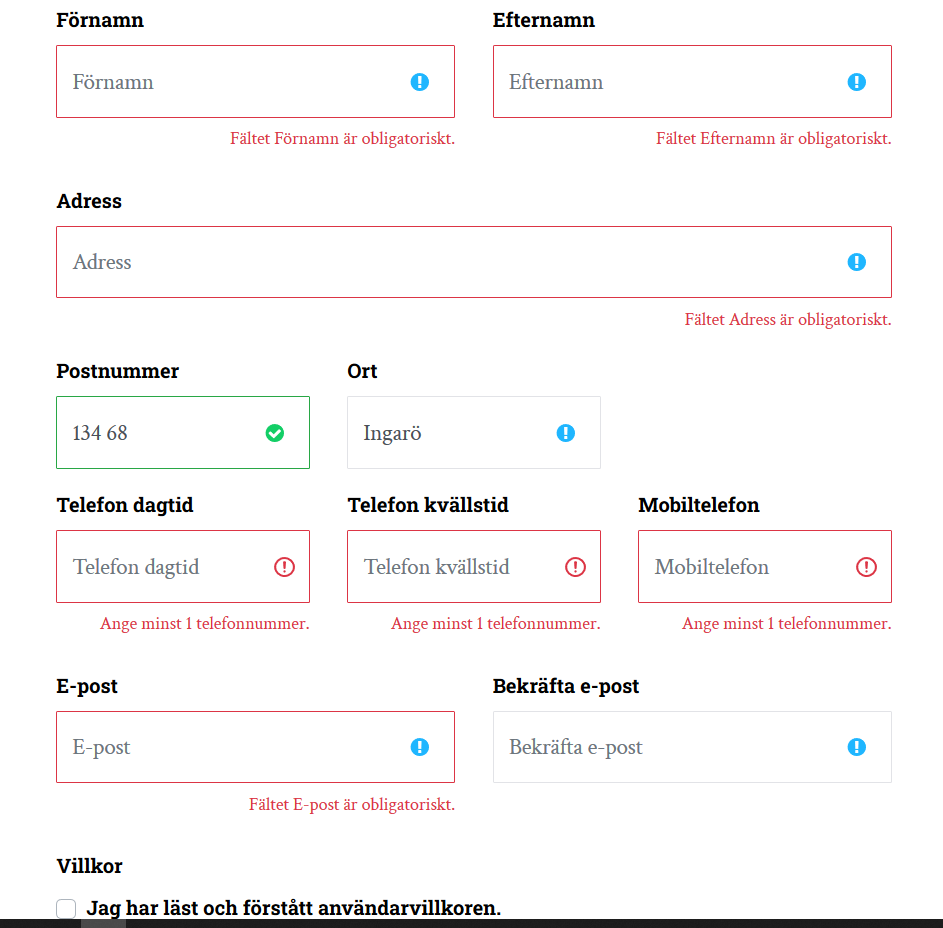 Förnamn
Efternamn
Förnamn
Efternamn
Fältet Förnamn är obligatoriskt.
Fältet Efternamn är obligatoriskt.
Adress
Adress
Fältet Adress är obligatoriskt.
Postnummer
Ort
134 68
Ingarö
Telefon dagtid
Telefon kvällstid
Mobiltelefon
Telefon dagtid
Telefon kvällstid
Mobiltelefon
Ange minst 1 telefonnummer.
Ange minst 1 telefonnummer.
Ange minst 1 telefonnummer.
E-post
Bekräfta e-post
E-post
Bekräfta e-post
Fältet E-post är obligatoriskt.
Villkor
Jag har läst och förstått användarvillkoren.